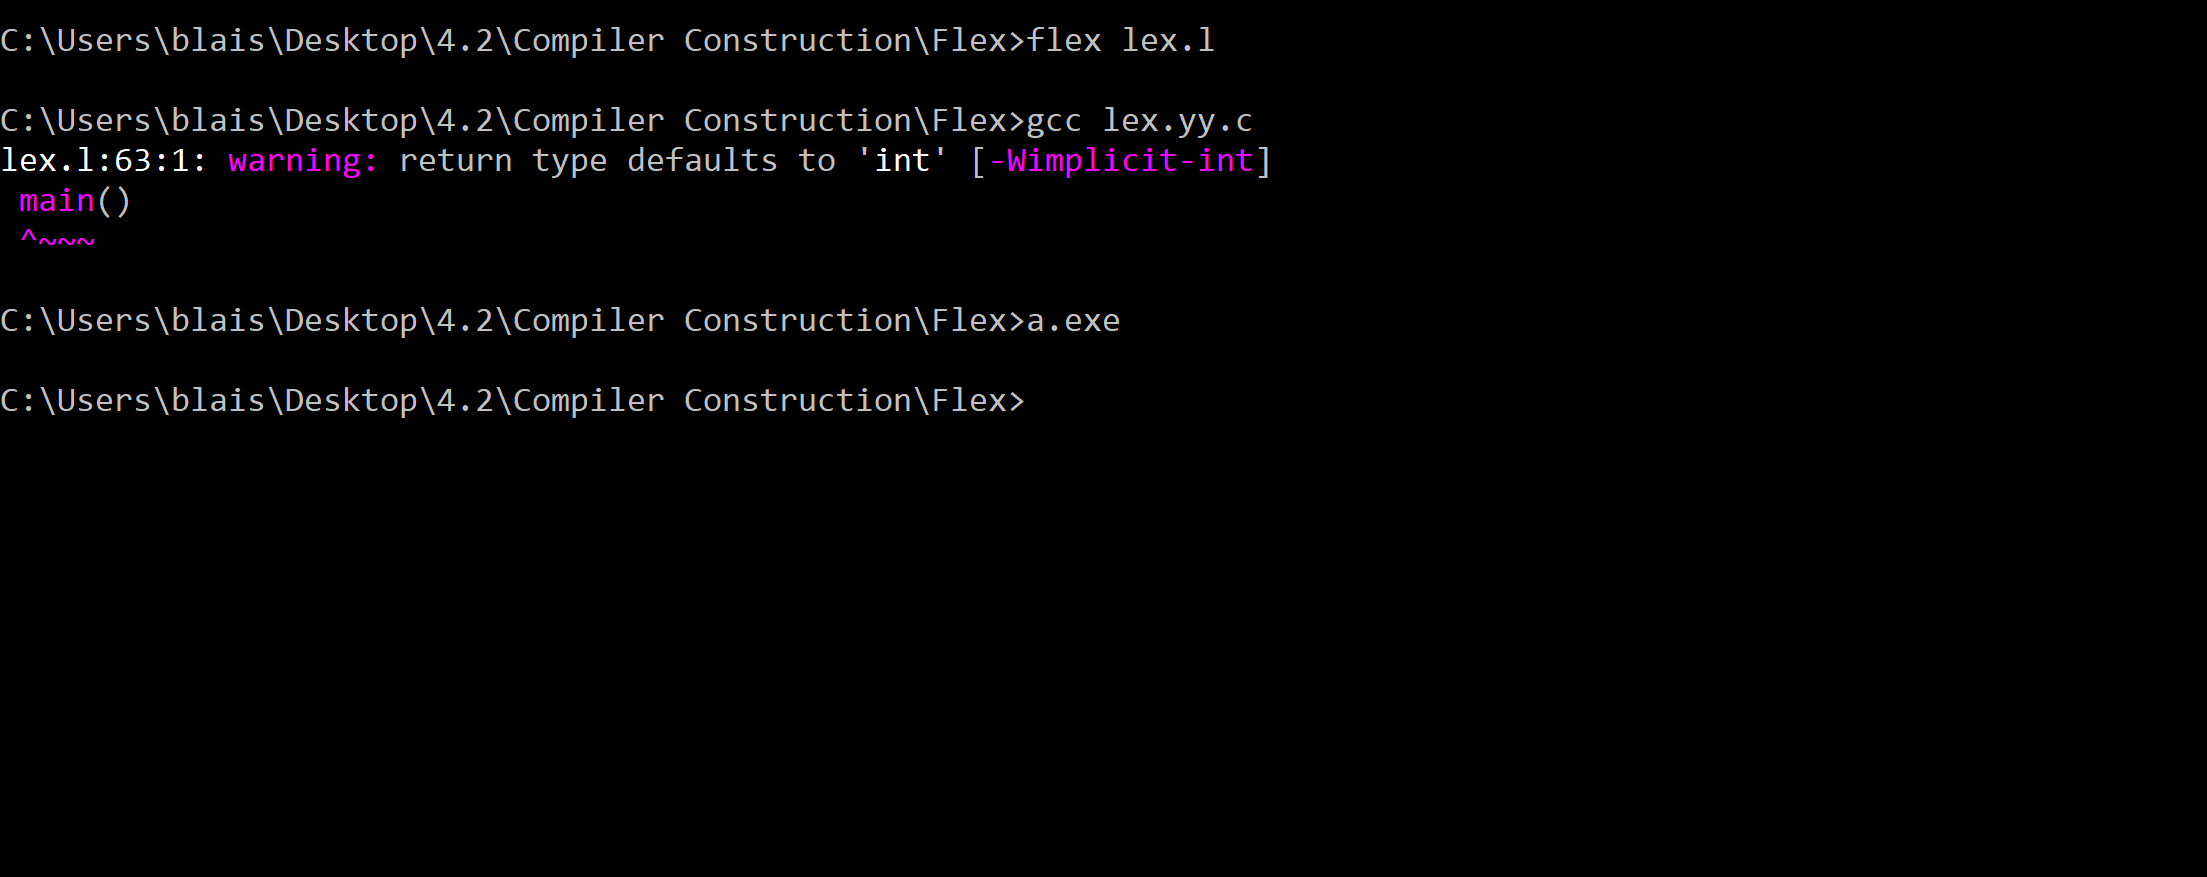 C:\Users\blais\Desktop\4.2\Compiler Construction\Flex>flex lex.l
C:\Users\blais\Desktop\4.2\Compiler Construction\Flex>gcc lex.yy.c
lex.l:63:1: warning: return type defaults to 'int' [-Wimplicit-int]
 main()
 ^~~~
C:\Users\blais\Desktop\4.2\Compiler Construction\Flex>a.exe
C:\Users\blais\Desktop\4.2\Compiler Construction\Flex>